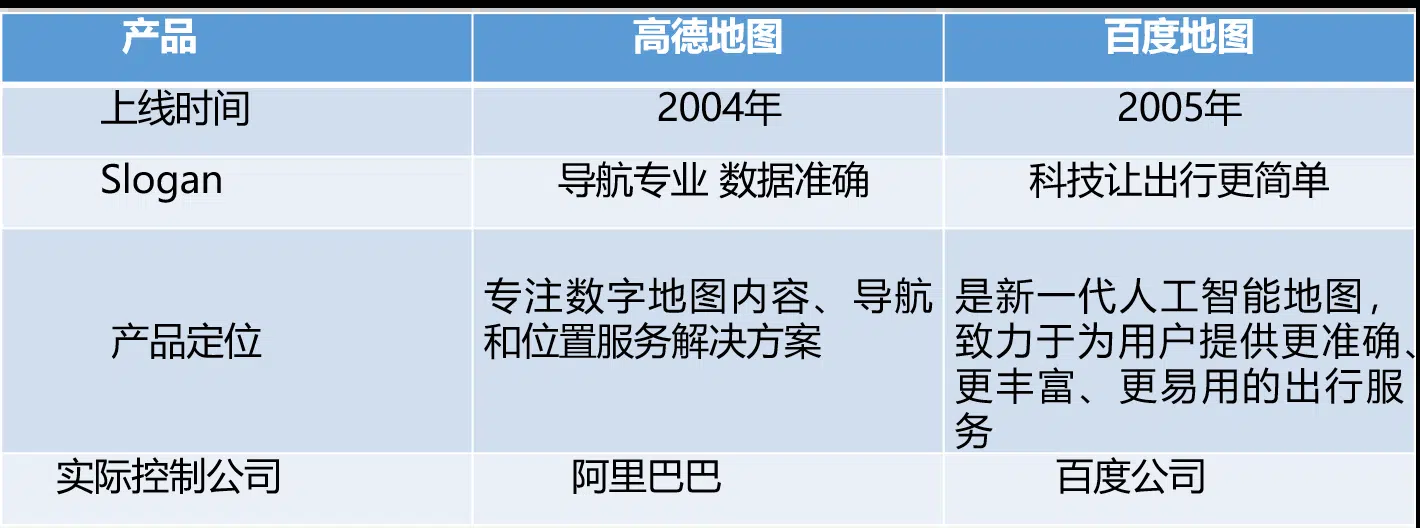 产品 高德地图 百度地图
上线时间 2004年 2005年
Slogan 导航专业 数据准确 科技让出行更简单
产品定位
专注数字地图内容、导航
和位置服务解决方案
是新一代人工智能地图，
致力于为用户提供更准确、
更丰富、更易用的出行服
务
实际控制公司 阿里巴巴 百度公司